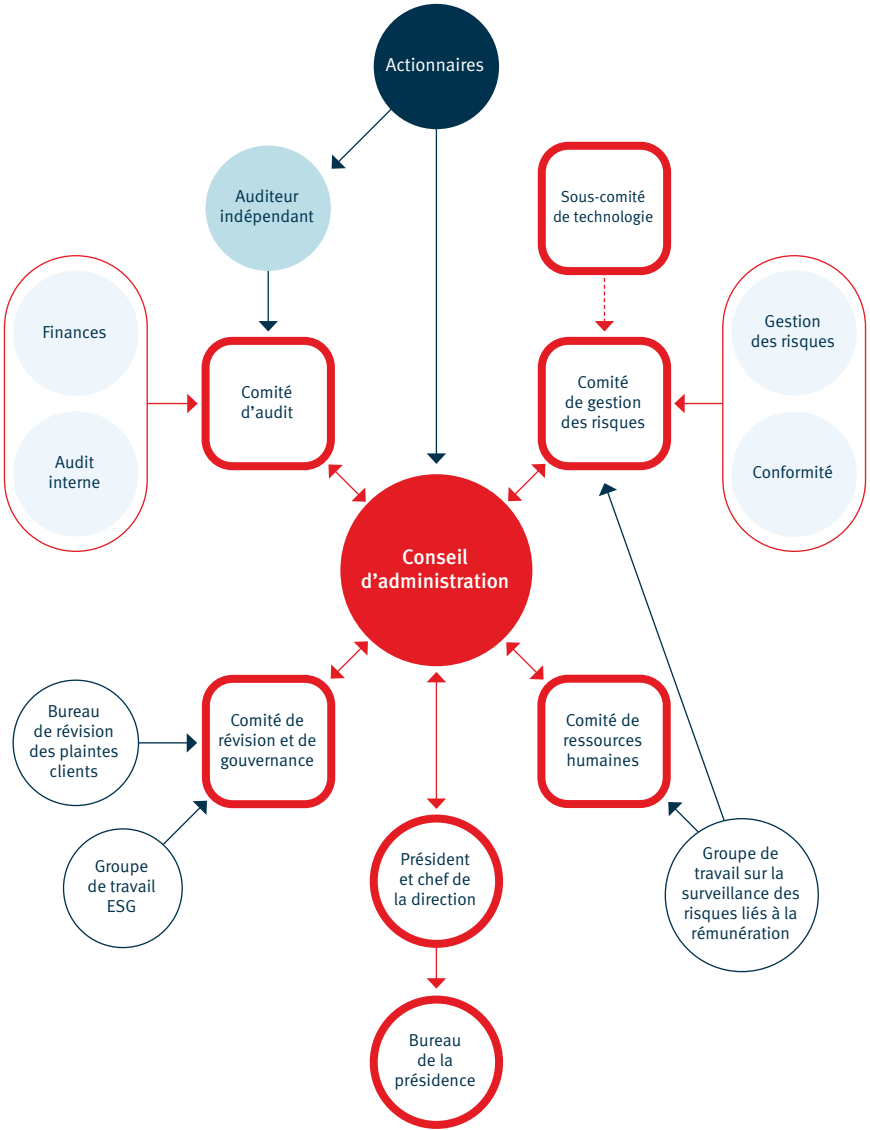 Actionnaires
Auditeur
indépendant
Sous-comité
de technologie
Finances
Audit
interne
Comité
d’audit
Comité
de gestion
des risques
Gestion
des risques
Conformité
Conseil
d’administration
Bureau
de révision
des plaintes
clients
Groupe
de travail
ESG
Comité de
révision et de
gouvernance
Comité de
ressources
humaines
Président
et chef de
la direction
Groupe de
travail sur la
surveillance des
risques liés à la
rémunération
Bureau
de la
présidence